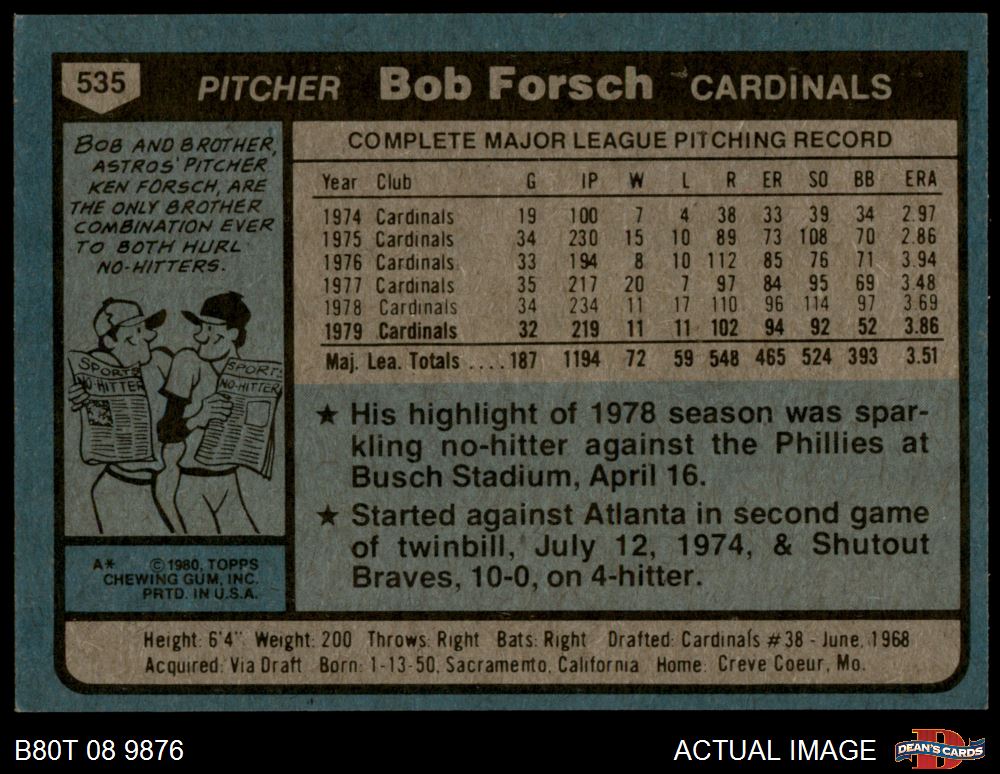 535 PITCHER Bob Forsch CARDINALS
BOB AND BROTHER,
ASTROS' PITCHER
KEN FORSCH, ARE
THE ONLY BROTHER
COMBINATION EVER
TO BOTH HURL
NO-HITTERS.
SPORTS
NO-HITTER
SPORTS
NO-HITTER
A* ©1980, TOPPS
CHEWING GUM, INC.
PRTD. IN U.S.A.
COMPLETE MAJOR LEAGUE PITCHING RECORD
Year Club G IP W L R ER SO BB ERA
1974 Cardinals 19 100 7 4 38 33 39 34 2.97
1975 Cardinals 34 230 15 10 89 73 108 70 2.86
1976 Cardinals 33 194 8 10 112 85 76 71 3.94
1977 Cardinals 35 217 20 7 97 84 95 69 3.48
1978 Cardinals 34 234 11 17 110 96 114 97 3.69
1979 Cardinals 32 219 11 11 102 94 92 52 3.86
Maj. Lea. Totals .... 187 1194 72 59 548 465 524 393 3.51
★ His highlight of 1978 season was spar-
kling no-hitter against the Phillies at
Busch Stadium, April 16.
★ Started against Atlanta in second game
of twinbill, July 12, 1974, & Shutout
Braves, 10-0, on 4-hitter.
Height: 6'4" Weight: 200 Throws: Right Bats: Right Drafted: Cardinals #38 - June, 1968
Acquired: Via Draft Born: 1-13-50, Sacramento, California Home: Creve Coeur, Mo.
B80T 08 9876 ACTUAL IMAGE
D
DEAN'S CARDS